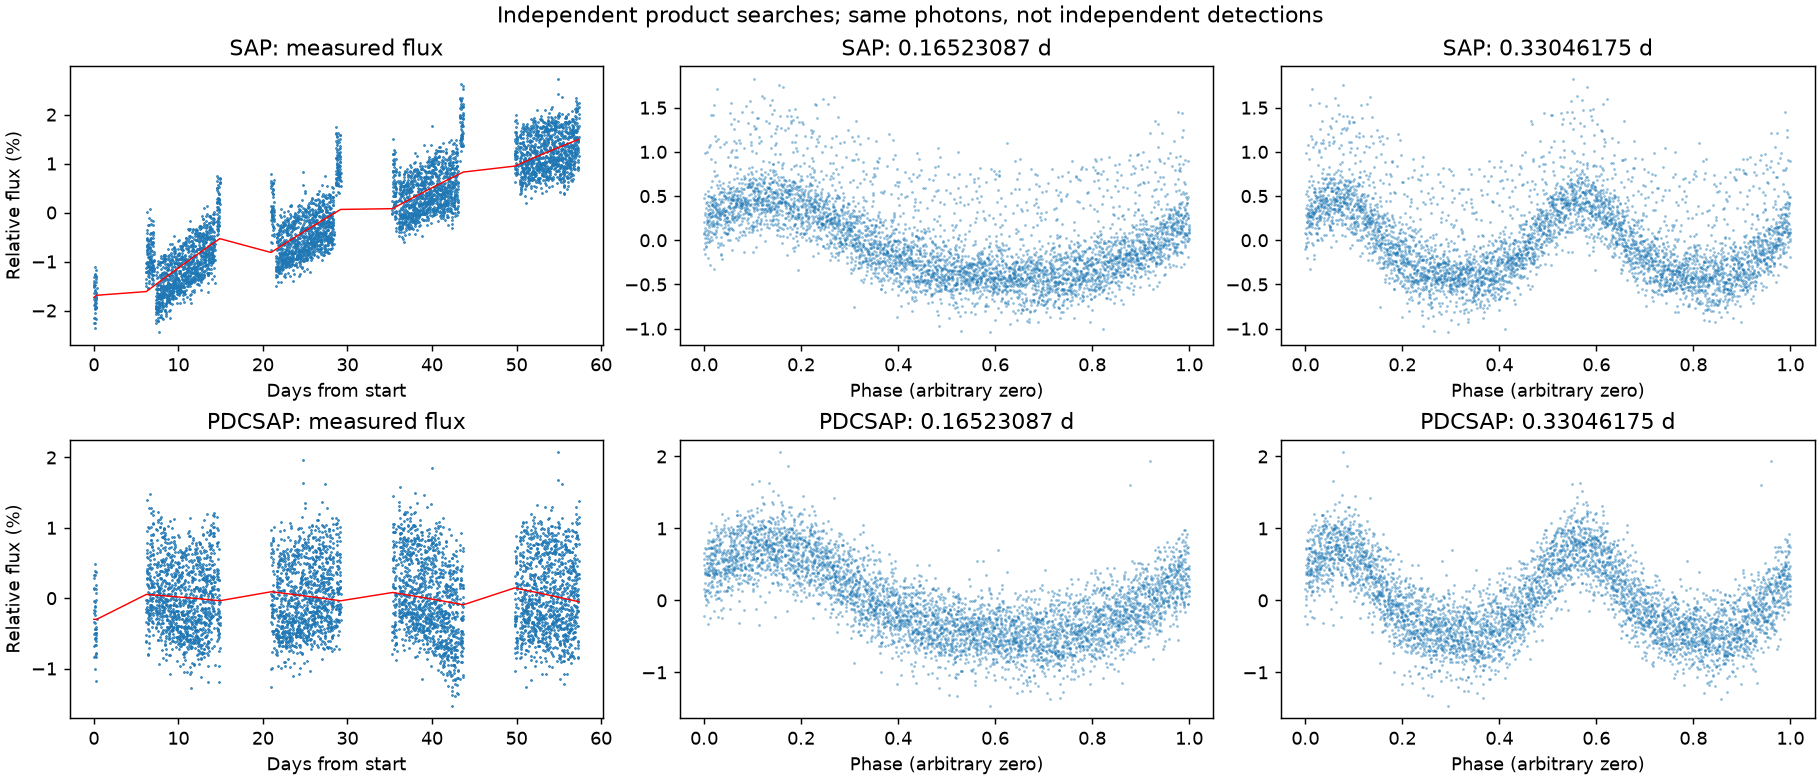 Independent product searches; same photons, not independent detections
SAP: measured flux
SAP: 0.16523087 d
SAP: 0.33046175 d
Relative flux (%)
2
1
0
−1
−2
0 10 20 30 40 50 60
Days from start
1.5
1.0
0.5
0.0
−0.5
−1.0
0.0 0.2 0.4 0.6 0.8 1.0
Phase (arbitrary zero)
1.5
1.0
0.5
0.0
−0.5
−1.0
0.0 0.2 0.4 0.6 0.8 1.0
Phase (arbitrary zero)
PDCSAP: measured flux
PDCSAP: 0.16523087 d
PDCSAP: 0.33046175 d
Relative flux (%)
2
1
0
−1
0 10 20 30 40 50 60
Days from start
2
1
0
−1
0.0 0.2 0.4 0.6 0.8 1.0
Phase (arbitrary zero)
2
1
0
−1
0.0 0.2 0.4 0.6 0.8 1.0
Phase (arbitrary zero)